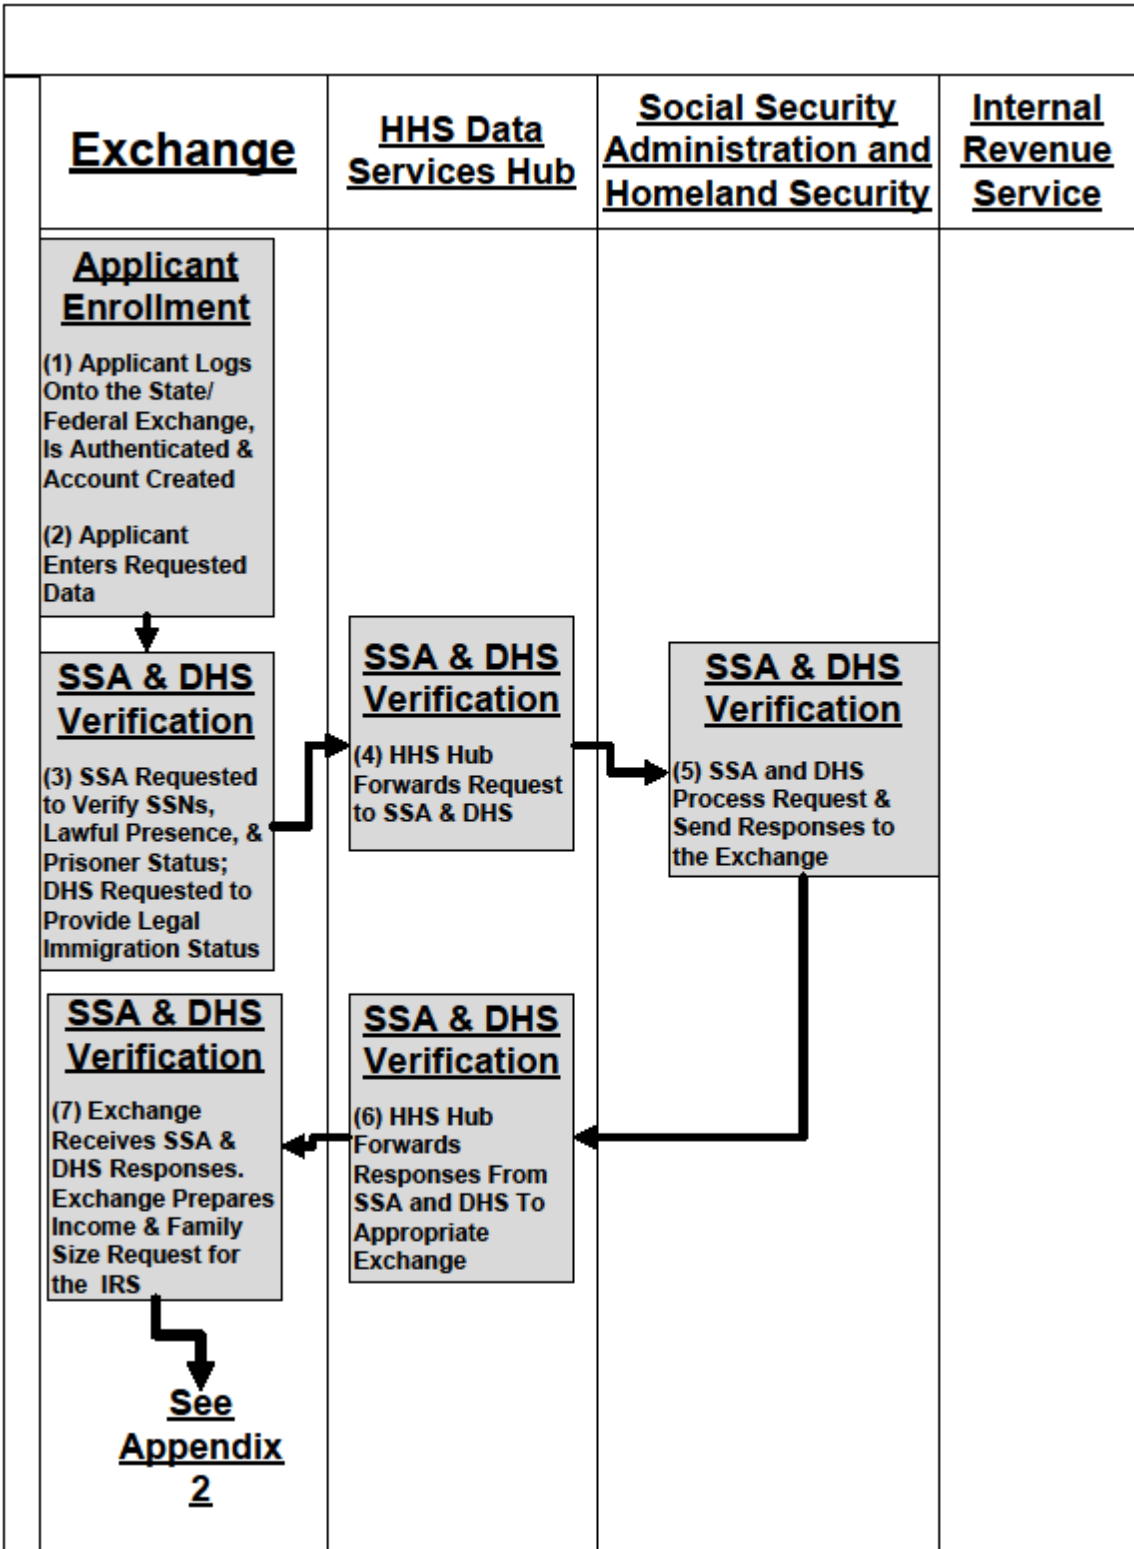 Exchange
HHS Data
Services Hub
Social Security
Administration and
Homeland Security
Internal
Revenue
Service
Applicant
Enrollment
(1) Applicant Logs
Onto the State/
Federal Exchange,
Is Authenticated &
Account Created
(2) Applicant
Enters Requested
Data
SSA & DHS
Verification
(3) SSA Requested
to Verify SSNs,
Lawful Presence, &
Prisoner Status;
DHS Requested to
Provide Legal
Immigration Status
SSA & DHS
Verification
(4) HHS Hub
Forwards Request
to SSA & DHS
SSA & DHS
Verification
(5) SSA and DHS
Process Request &
Send Responses to
the Exchange
SSA & DHS
Verification
(6) HHS Hub
Forwards
Responses From
SSA and DHS To
Appropriate
Exchange
SSA & DHS
Verification
(7) Exchange
Receives SSA &
DHS Responses.
Exchange Prepares
Income & Family
Size Request for
the IRS
See
Appendix
2